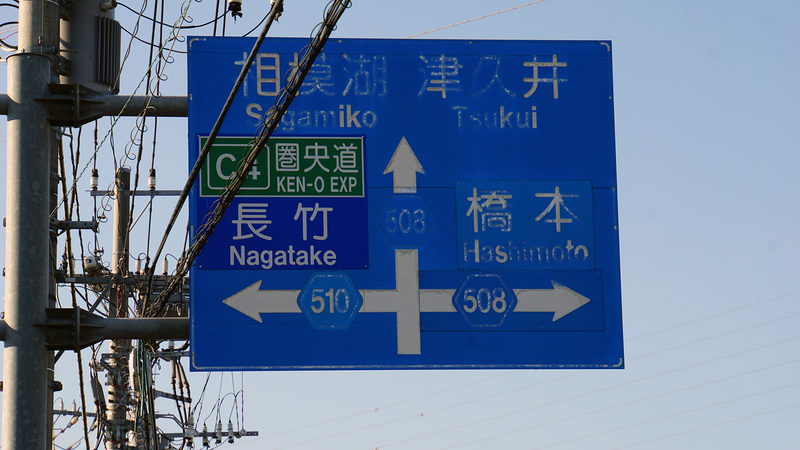 相模湖 津久井
Sagamiko Tsukui
C4 圏央道
KEN-O EXP
長竹
Nagatake
508
橋本
Hashimoto
510
508